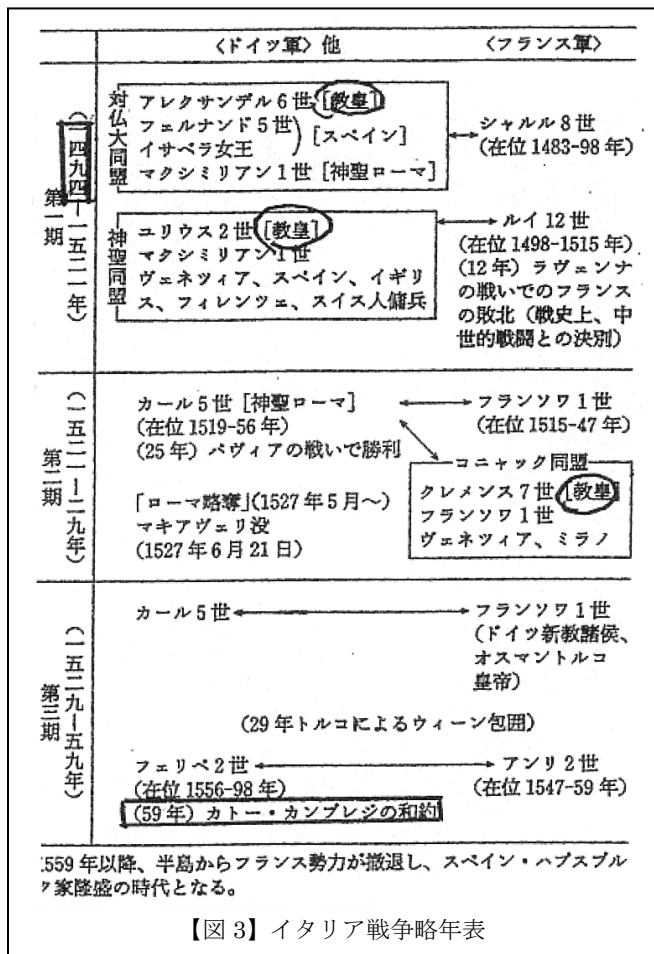 〈ドイツ軍〉他
〈フランス軍〉
第一期
(一四九四ー一五二一年)
対仏大同盟
アレクサンデル6世[教皇]
フェルナンド5世
イサベラ女王
)[スペイン]
マクシミリアン1世[神聖ローマ]
シャルル8世
(在位1483-98年)
神聖同盟
ユリウス2世[教皇]
マクシミリアン1世
ヴェネツィア、スペイン、イギリ
ス、フィレンツェ、スイス人傭兵
ルイ12世
(在位1498-1515年)
(12年)ラヴェンナ
の戦いでのフランス
の敗北(戦史上、中
世的戦闘との決別)
第二期
(一五二一ー二九年)
カール5世[神聖ローマ]
(在位1519-56年)
(25年)パヴィアの戦いで勝利
フランソワ1世
(在位1515-47年)
「ローマ略奪」(1527年5月〜)
マキアヴェリ没
(1527年6月21日)
コニャック同盟
クレメンス7世[教皇]
フランソワ1世
ヴェネツィア、ミラノ
第三期
(一五二九ー五九年)
カール5世
フランソワ1世
(ドイツ新教諸侯、
オスマントルコ
皇帝)
(29年トルコによるウィーン包囲)
フェリペ2世
(在位1556-98年)
(59年)カトー・カンブレジの和約
アンリ2世
(在位1547-59年)
1559年以降、半島からフランス勢力が撤退し、スペイン・ハプスブル
ク家隆盛の時代となる。
【図3】イタリア戦争略年表